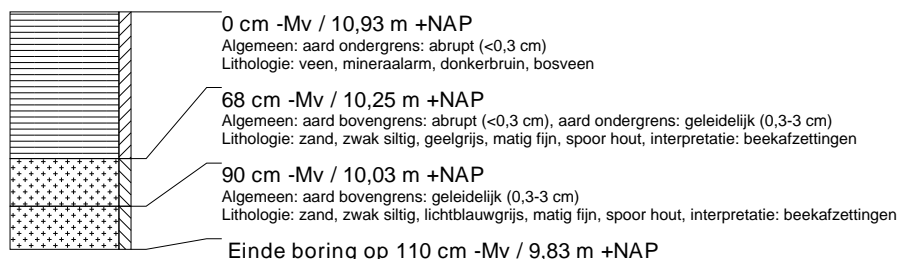 0 cm -Mv / 10,93 m +NAP
Algemeen: aard ondergrens: abrupt (<0,3 cm)
Lithologie: veen, mineraalarm, donkerbruin, bosveen
68 cm -Mv / 10,25 m +NAP
Algemeen: aard bovengrens: abrupt (<0,3 cm), aard ondergrens: geleidelijk (0,3-3 cm)
Lithologie: zand, zwak siltig, geelgrijs, matig fijn, spoor hout, interpretatie: beekafzettingen
90 cm -Mv / 10,03 m +NAP
Algemeen: aard bovengrens: geleidelijk (0,3-3 cm)
Lithologie: zand, zwak siltig, lichtblauwgrijs, matig fijn, spoor hout, interpretatie: beekafzettingen
Einde boring op 110 cm -Mv / 9,83 m +NAP